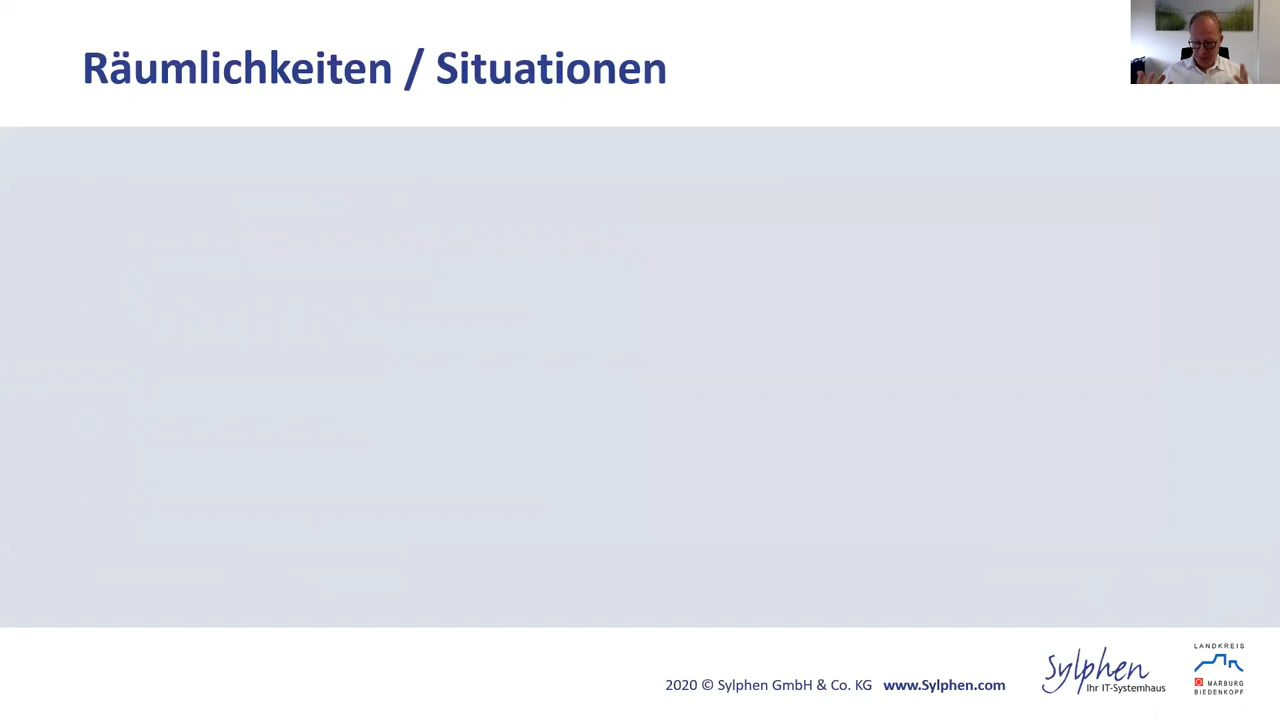 Räumlichkeiten / Situationen
2020 © Sylphen GmbH & Co. KG www.Sylphen.com
Sylphen
Ihr IT-Systemhaus
LANDKREIS
MARBURG
BIEDENKOPF